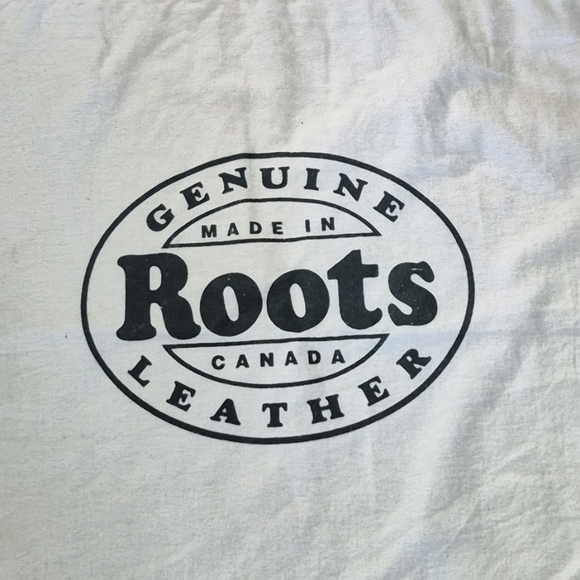 GENUINE
MADE IN
Roots
CANADA
LEATHER